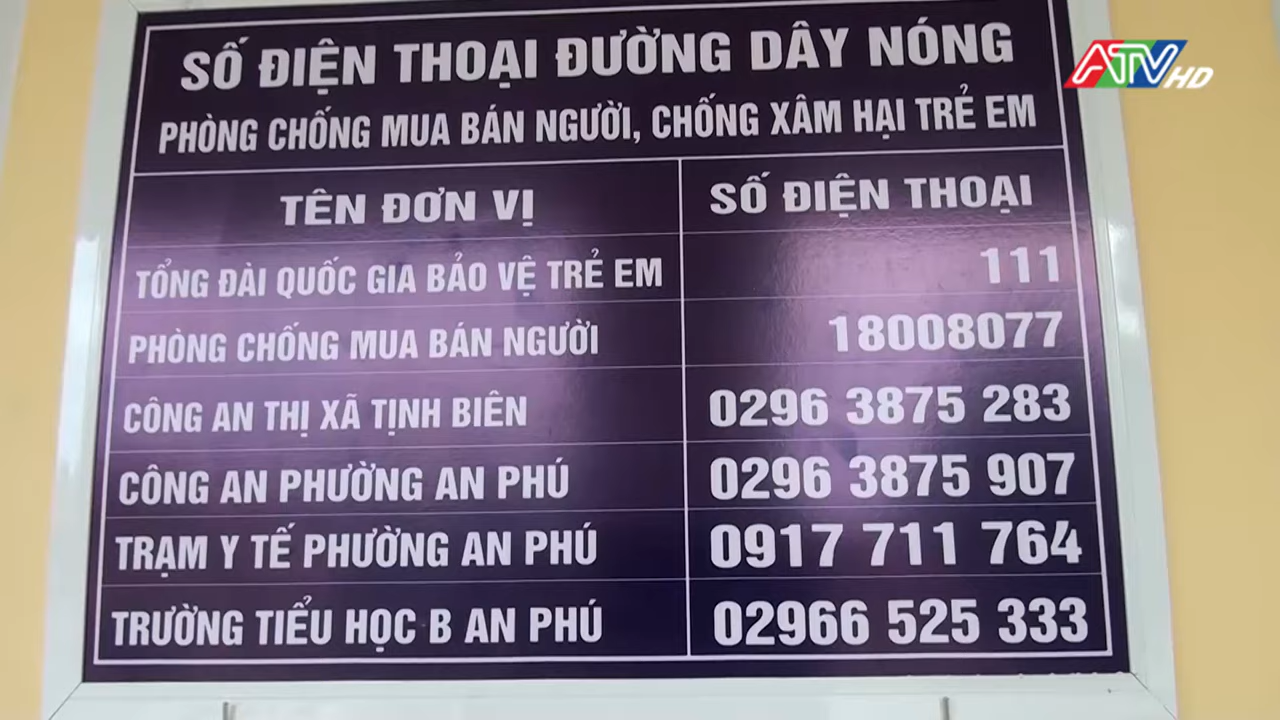 SỐ ĐIỆN THOẠI ĐƯỜNG DÂY NÓNG
PHÒNG CHỐNG MUA BÁN NGƯỜI, CHỐNG XÂM HẠI TRẺ EM
TÊN ĐƠN VỊ SỐ ĐIỆN THOẠI
TỔNG ĐÀI QUỐC GIA BẢO VỆ TRẺ EM 111
PHÒNG CHỐNG MUA BÁN NGƯỜI 18008077
CÔNG AN THỊ XÃ TỊNH BIÊN 0296 3875 283
CÔNG AN PHƯỜNG AN PHÚ 0296 3875 907
TRẠM Y TẾ PHƯỜNG AN PHÚ 0917 711 764
TRƯỜNG TIỂU HỌC B AN PHÚ 02966 525 333
ATV HD